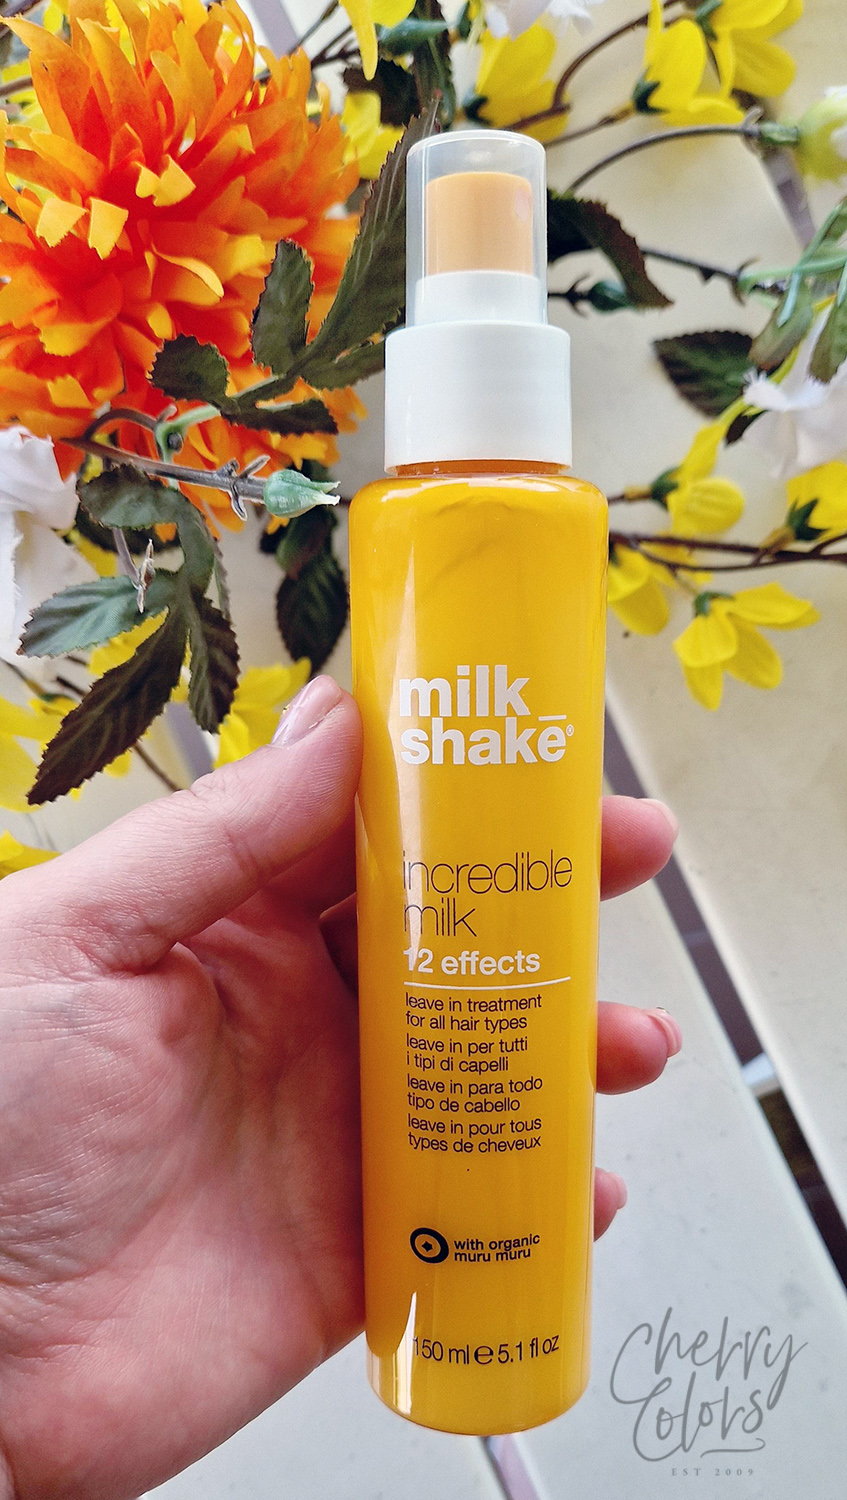 milk_
shake®
incredible
milk
12 effects
leave in treatment
for all hair types
leave in per tutti
i tipi di capelli
leave in para todo
tipo de cabello
leave in pour tous
types de cheveux
with organic
muru muru
150 ml e 5.1 fl oz
Cherry
Colors
EST 2009